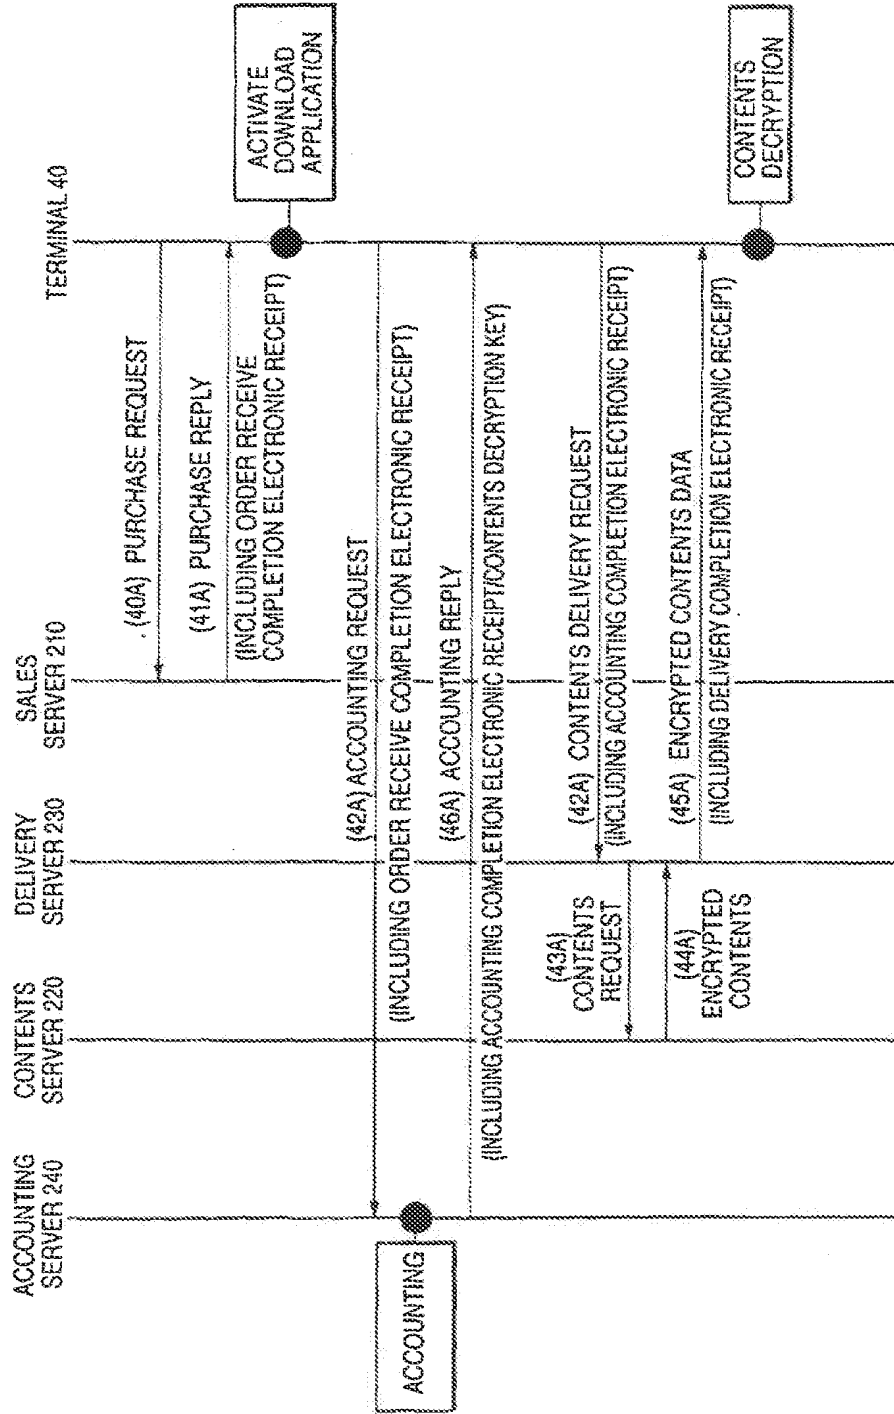 ACCOUNTING
SERVER 240
CONTENTS
SERVER 220
DELIVERY
SERVER 230
SALES
SERVER 210
TERMINAL 40
(40A) PURCHASE REQUEST
(41A) PURCHASE REPLY
(INCLUDING ORDER RECEIVE
COMPLETION ELECTRONIC RECEIPT)
ACTIVATE
DOWNLOAD
APPLICATION
(42A) ACCOUNTING REQUEST
(INCLUDING ORDER RECEIVE COMPLETION ELECTRONIC RECEIPT)
ACCOUNTING
(46A) ACCOUNTING REPLY
(INCLUDING ACCOUNTING COMPLETION ELECTRONIC RECEIPT/CONTENTS DECRYPTION KEY)
(42A) CONTENTS DELIVERY REQUEST
(INCLUDING ACCOUNTING COMPLETION ELECTRONIC RECEIPT)
(43A)
CONTENTS
REQUEST
(44A)
ENCRYPTED
CONTENTS
(45A) ENCRYPTED CONTENTS DATA
(INCLUDING DELIVERY COMPLETION ELECTRONIC RECEIPT)
CONTENTS
DECRYPTION